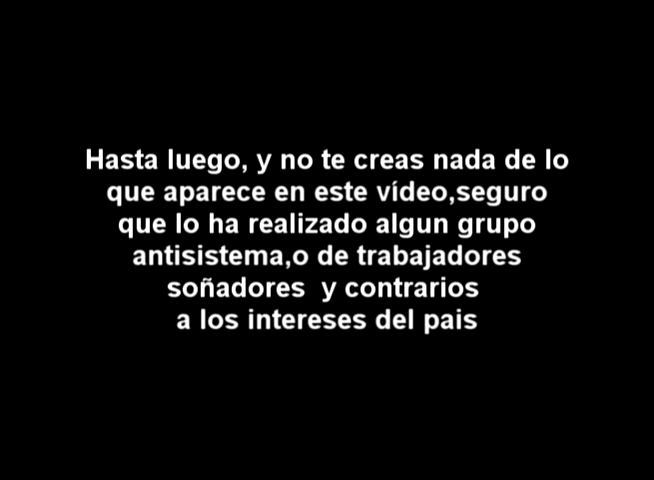 Hasta luego, y no te creas nada de lo
que aparece en este vídeo,seguro
que lo ha realizado algun grupo
antisistema,o de trabajadores
soñadores  y contrarios
a los intereses del pais